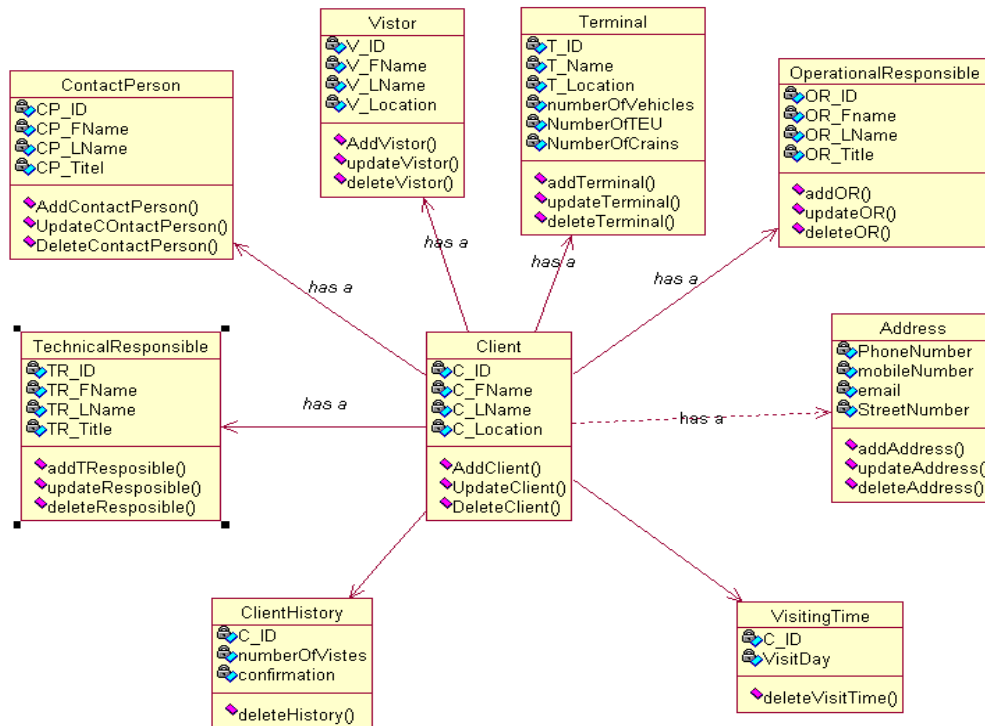 Vistor
V_ID
V_FName
V_LName
V_Location
AddVistor()
updateVistor()
deleteVistor()
Terminal
T_ID
T_Name
T_Location
numberOfVehicles
NumberOfTEU
NumberOfCrains
addTerminal()
updateTerminal()
deleteTerminal()
ContactPerson
CP_ID
CP_FName
CP_LName
CP_Titel
AddContactPerson()
UpdateCOntactPerson()
DeleteContactPerson()
OperationalResponsible
OR_ID
OR_Fname
OR_LName
OR_Title
addOR()
updateOR()
deleteOR()
has a
has a
has a
has a
TechnicalResponsible
TR_ID
TR_FName
TR_LName
TR_Title
addTResposible()
updateResposible()
deleteResposible()
has a
Client
C_ID
C_FName
C_LName
C_Location
AddClient()
UpdateClient()
DeleteClient()
has a
Address
PhoneNumber
mobileNumber
email
StreetNumber
addAddress()
updateAddress()
deleteAddress()
ClientHistory
C_ID
numberOfVistes
confirmation
deleteHistory()
VisitingTime
C_ID
VisitDay
deleteVisitTime()